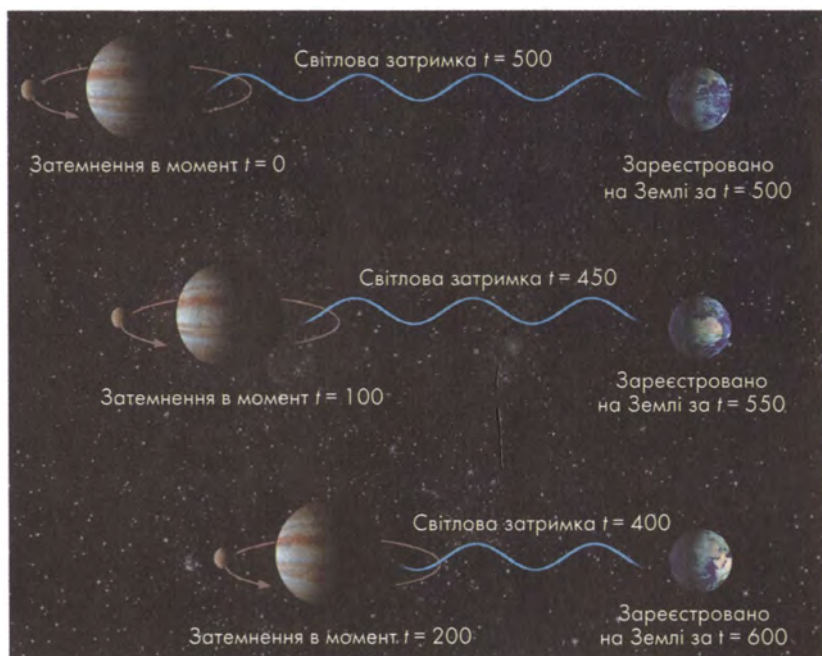 Світлова затримка t = 500
Затемнення в момент t = 0
Зареєстровано
на Землі за t = 500
Світлова затримка t = 450
Затемнення в момент t = 100
Зареєстровано
на Землі за t = 550
Світлова затримка t = 400
Затемнення в момент t = 200
Зареєстровано
на Землі за t = 600